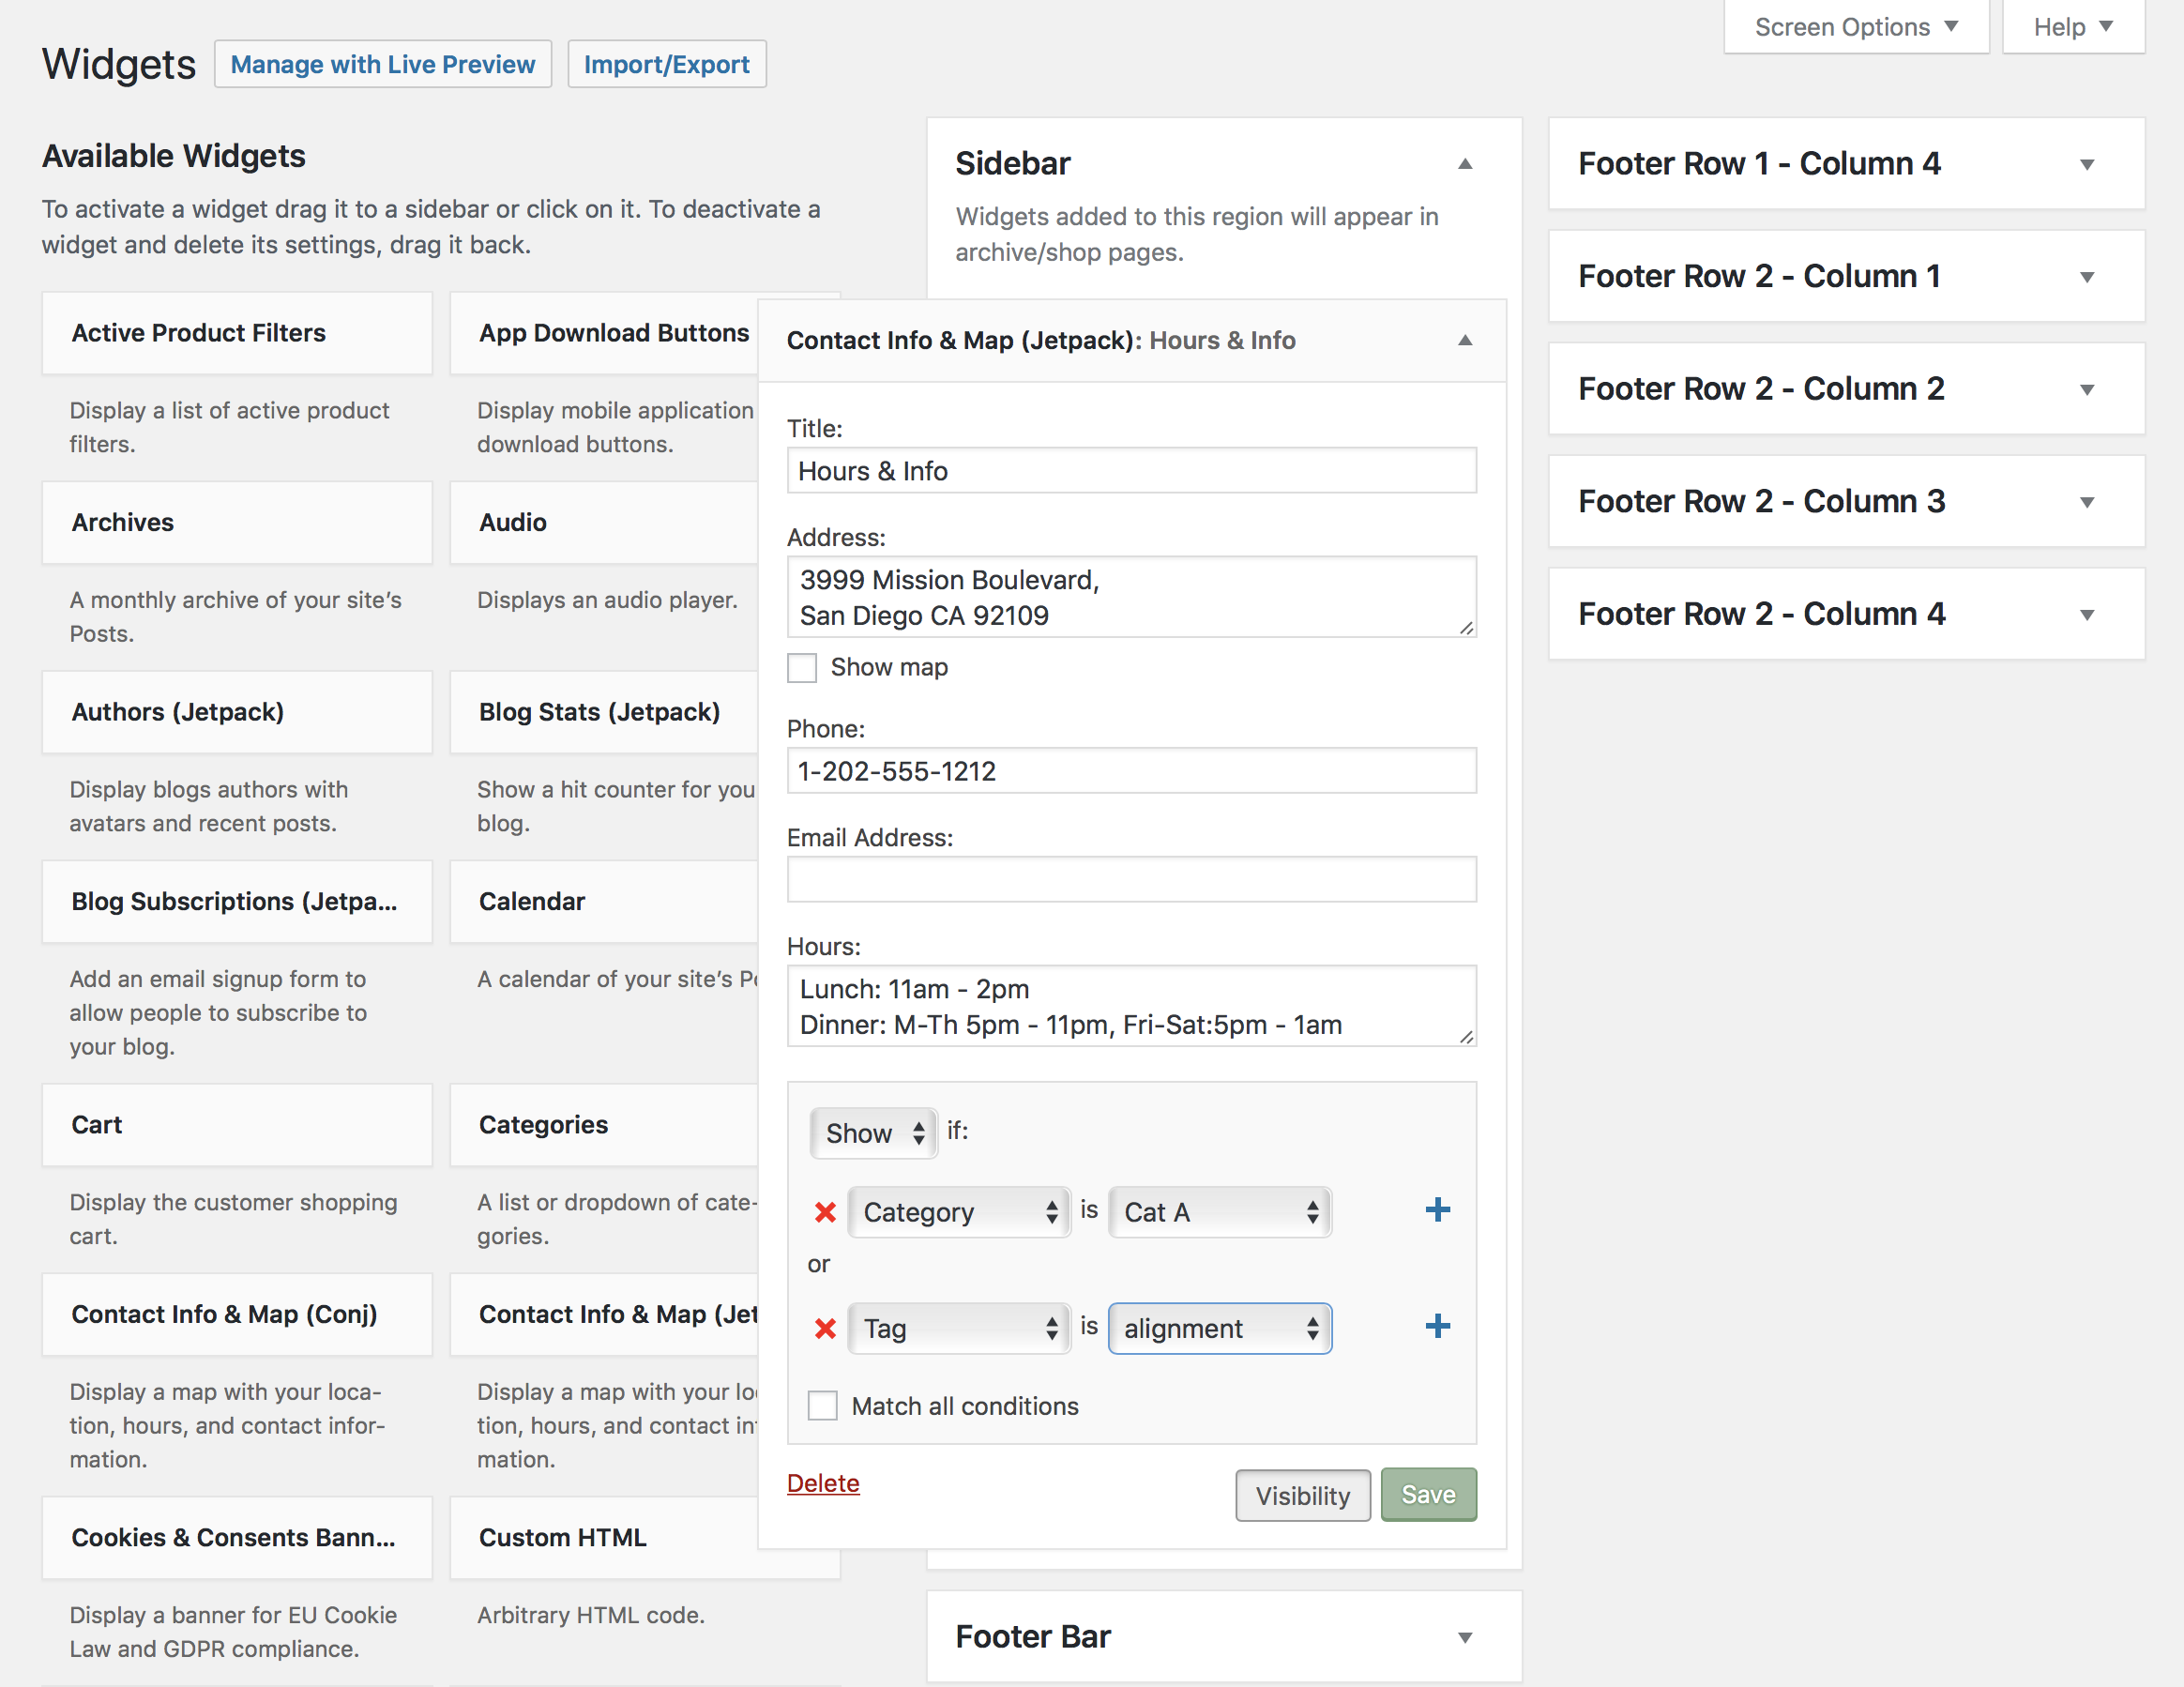 Screen Options
Help
Widgets
Manage with Live Preview
Import/Export
Available Widgets
To activate a widget drag it to a sidebar or click on it. To deactivate a
widget and delete its settings, drag it back.
Active Product Filters
Display a list of active product
filters.
App Download Buttons
Display mobile application
download buttons.
Archives
A monthly archive of your site’s
Posts.
Audio
Displays an audio player.
Authors (Jetpack)
Display blogs authors with
avatars and recent posts.
Blog Stats (Jetpack)
Show a hit counter for you
blog.
Blog Subscriptions (Jetpa...
Add an email signup form to
allow people to subscribe to
your blog.
Calendar
A calendar of your site’s Po
Cart
Display the customer shopping
cart.
Categories
A list or dropdown of cate-
gories.
Contact Info & Map (Conj)
Display a map with your loca-
tion, hours, and contact infor-
mation.
Contact Info & Map (Jet
Display a map with your lo
tion, hours, and contact in
mation.
Cookies & Consents Bann...
Display a banner for EU Cookie
Law and GDPR compliance.
Custom HTML
Arbitrary HTML code.
Sidebar
Widgets added to this region will appear in
archive/shop pages.
Contact Info & Map (Jetpack): Hours & Info
Title:
Hours & Info
Address:
3999 Mission Boulevard,
San Diego CA 92109
Show map
Phone:
1-202-555-1212
Email Address:
Hours:
Lunch: 11am - 2pm
Dinner: M-Th 5pm - 11pm, Fri-Sat:5pm - 1am
Show if:
Category is Cat A
or
Tag is alignment
Match all conditions
Delete
Visibility
Save
Footer Bar
Footer Row 1 - Column 4
Footer Row 2 - Column 1
Footer Row 2 - Column 2
Footer Row 2 - Column 3
Footer Row 2 - Column 4